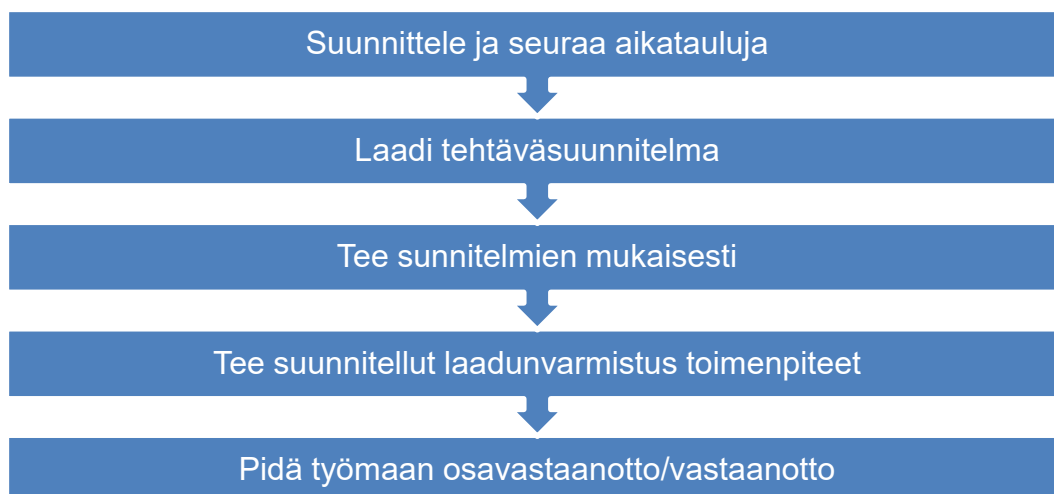 Suunnittele ja seuraa aikatauluja
Laadi tehtäväsuunnitelma
Tee sunnitelmien mukaisesti
Tee suunnitellut laadunvarmistus toimenpiteet
Pidä työmaan osavastaanotto/vastaanotto